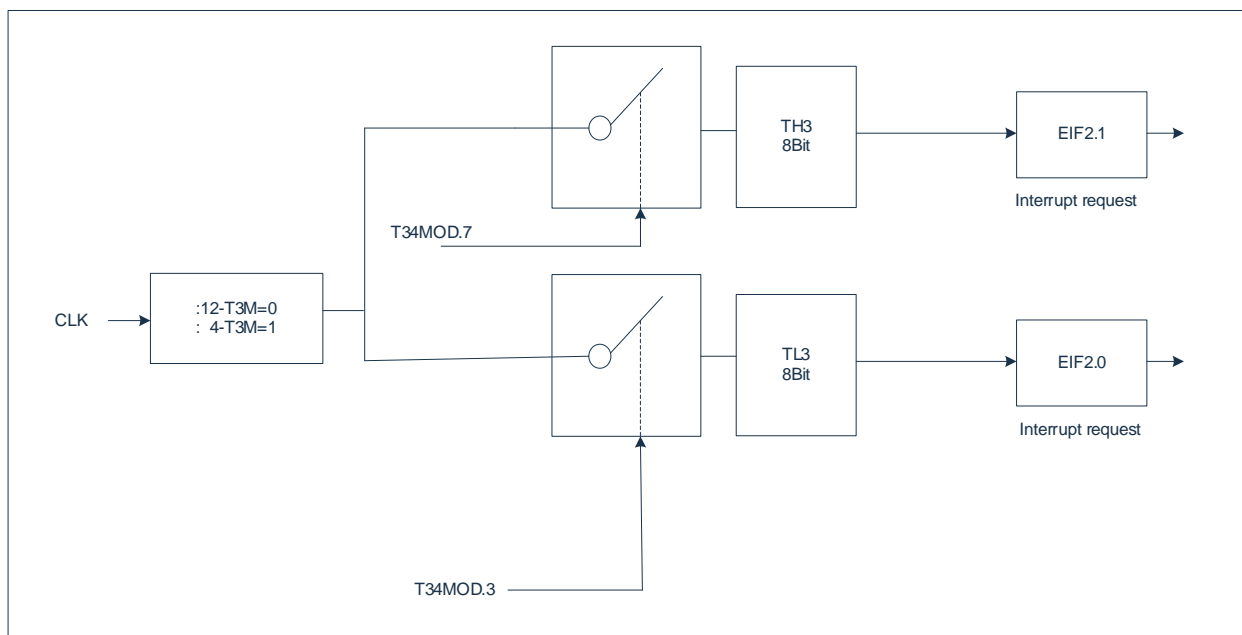 TH3
8Bit
EIF2.1
Interrupt request
T34MOD.7
CLK
:12-T3M=0
: 4-T3M=1
TL3
8Bit
EIF2.0
Interrupt request
T34MOD.3